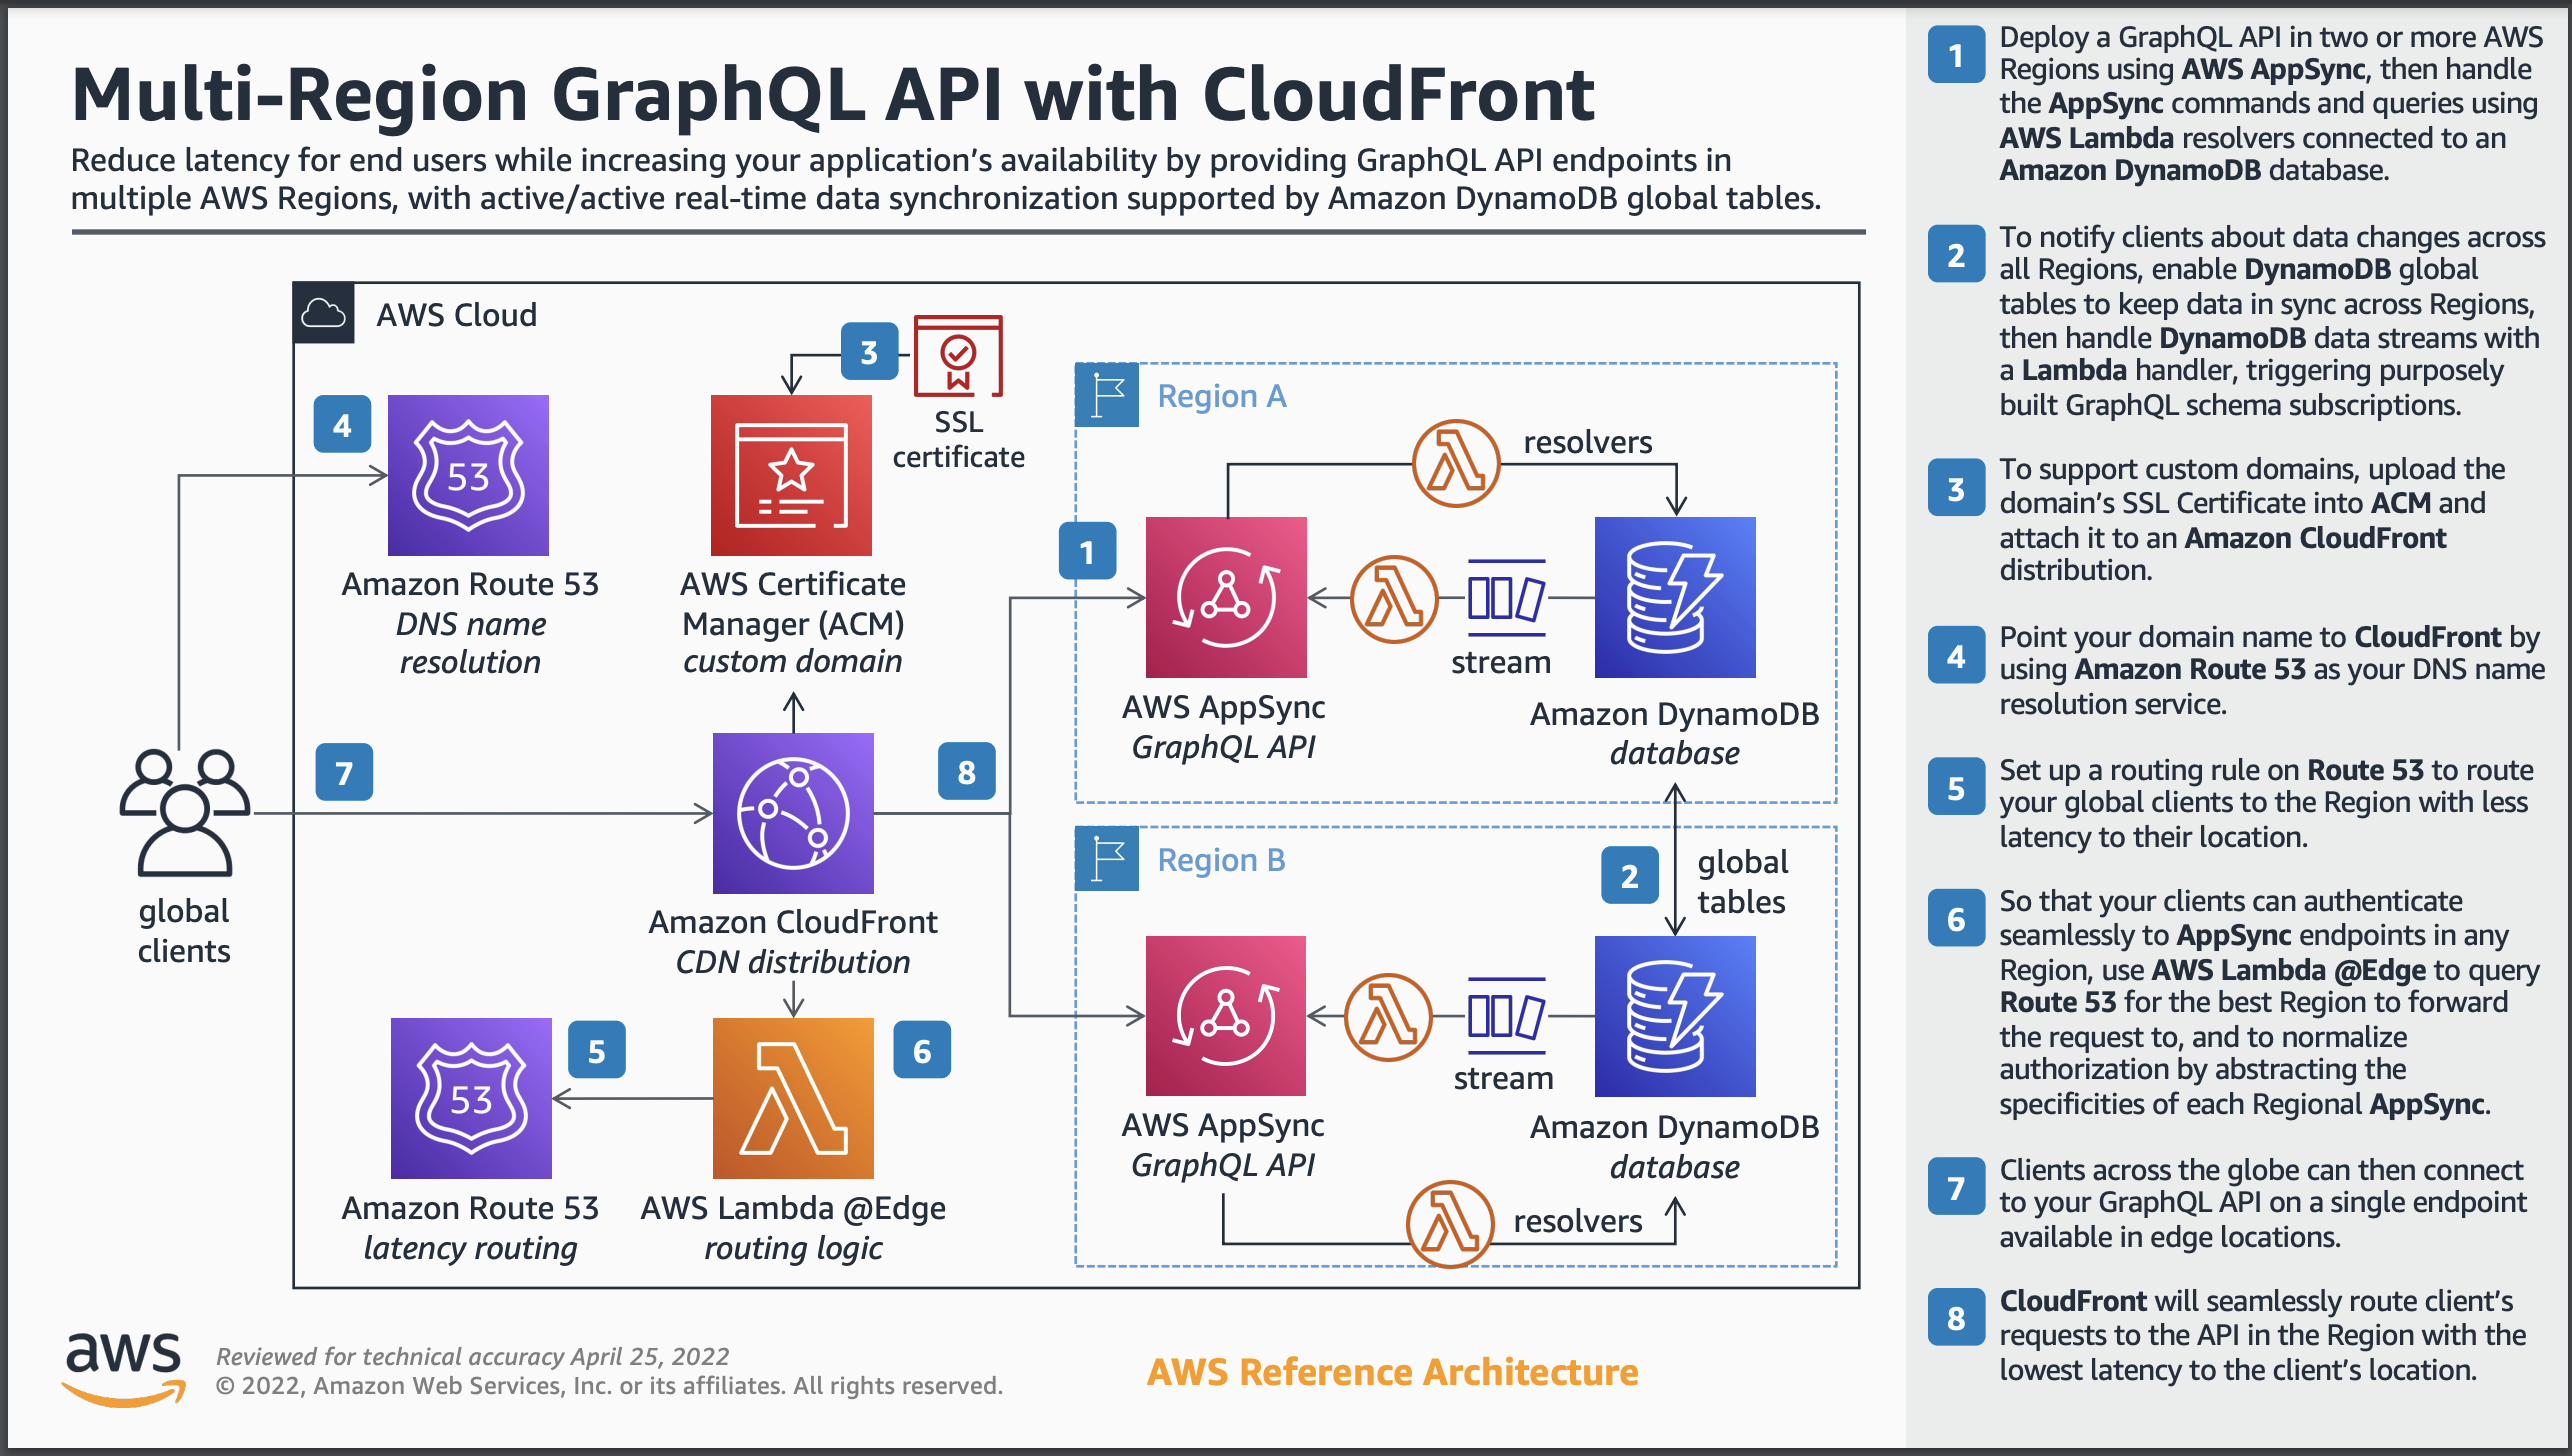 Multi-Region GraphQL API with CloudFront
Reduce latency for end users while increasing your application's availability by providing GraphQL API endpoints in
multiple AWS Regions, with active/active real-time data synchronization supported by Amazon DynamoDB global tables.
AWS Cloud
3
SSL
certificate
4
53
Amazon Route 53
DNS name
resolution
AWS Certificate
Manager (ACM)
custom domain
global
clients
7
8
Amazon CloudFront
CDN distribution
53
5
6
Amazon Route 53
latency routing
AWS Lambda @Edge
routing logic
Region A
resolvers
1
stream
AWS AppSync
GraphQL API
Amazon DynamoDB
database
Region B
2
global
tables
stream
AWS AppSync
GraphQL API
Amazon DynamoDB
database
resolvers
aws
Reviewed for technical accuracy April 25, 2022
© 2022, Amazon Web Services, Inc. or its affiliates. All rights reserved.
AWS Reference Architecture
1
Deploy a GraphQL API in two or more AWS
Regions using AWS AppSync, then handle
the AppSync commands and queries using
AWS Lambda resolvers connected to an
Amazon DynamoDB database.
2
To notify clients about data changes across
all Regions, enable DynamoDB global
tables to keep data in sync across Regions,
then handle DynamoDB data streams with
a Lambda handler, triggering purposely
built GraphQL schema subscriptions.
3
To support custom domains, upload the
domain's SSL Certificate into ACM and
attach it to an Amazon CloudFront
distribution.
4
Point your domain name to CloudFront by
using Amazon Route 53 as your DNS name
resolution service.
5
Set up a routing rule on Route 53 to route
your global clients to the Region with less
latency to their location.
6
So that your clients can authenticate
seamlessly to AppSync endpoints in any
Region, use AWS Lambda @Edge to query
Route 53 for the best Region to forward
the request to, and to normalize
authorization by abstracting the
specificities of each Regional AppSync.
7
Clients across the globe can then connect
to your GraphQL API on a single endpoint
available in edge locations.
8
CloudFront will seamlessly route client's
requests to the API in the Region with the
lowest latency to the client's location.